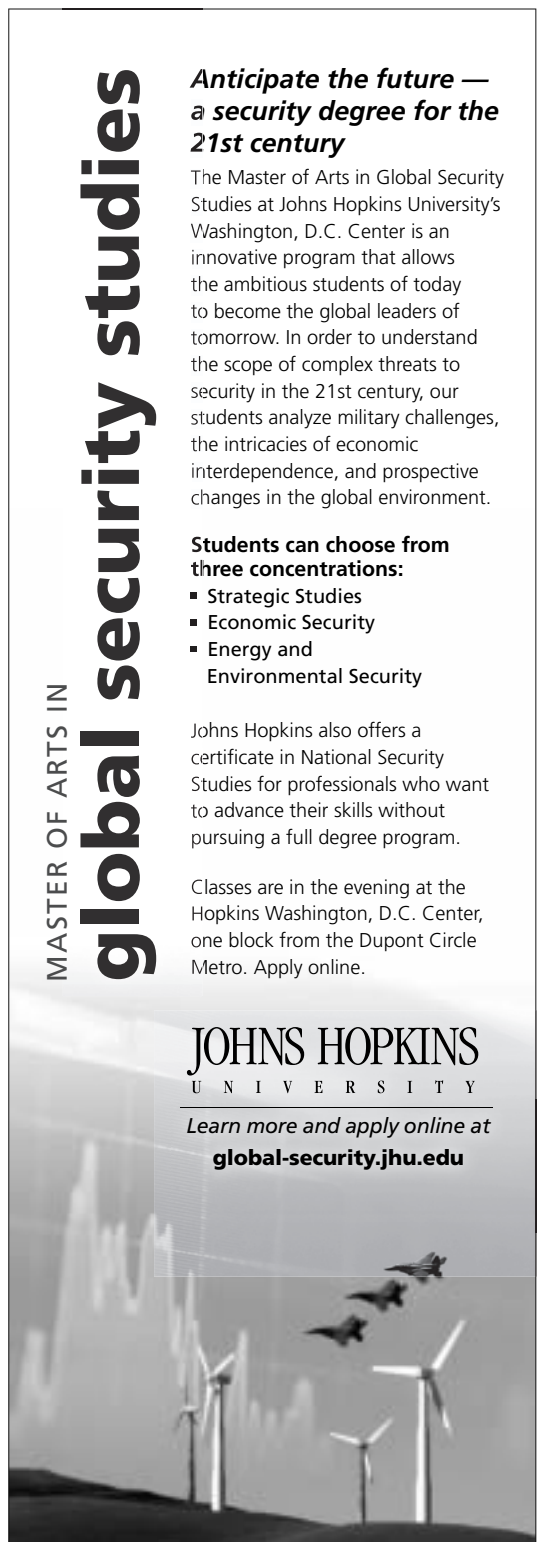 MASTER OF ARTS IN
global security studies
Anticipate the future —
a security degree for the
21st century
The Master of Arts in Global Security
Studies at Johns Hopkins University’s
Washington, D.C. Center is an
innovative program that allows
the ambitious students of today
to become the global leaders of
tomorrow. In order to understand
the scope of complex threats to
security in the 21st century, our
students analyze military challenges,
the intricacies of economic
interdependence, and prospective
changes in the global environment.
Students can choose from
three concentrations:
▪ Strategic Studies
▪ Economic Security
▪ Energy and
Environmental Security
Johns Hopkins also offers a
certificate in National Security
Studies for professionals who want
to advance their skills without
pursuing a full degree program.
Classes are in the evening at the
Hopkins Washington, D.C. Center,
one block from the Dupont Circle
Metro. Apply online.
JOHNS HOPKINS
UNIVERSITY
Learn more and apply online at
global-security.jhu.edu